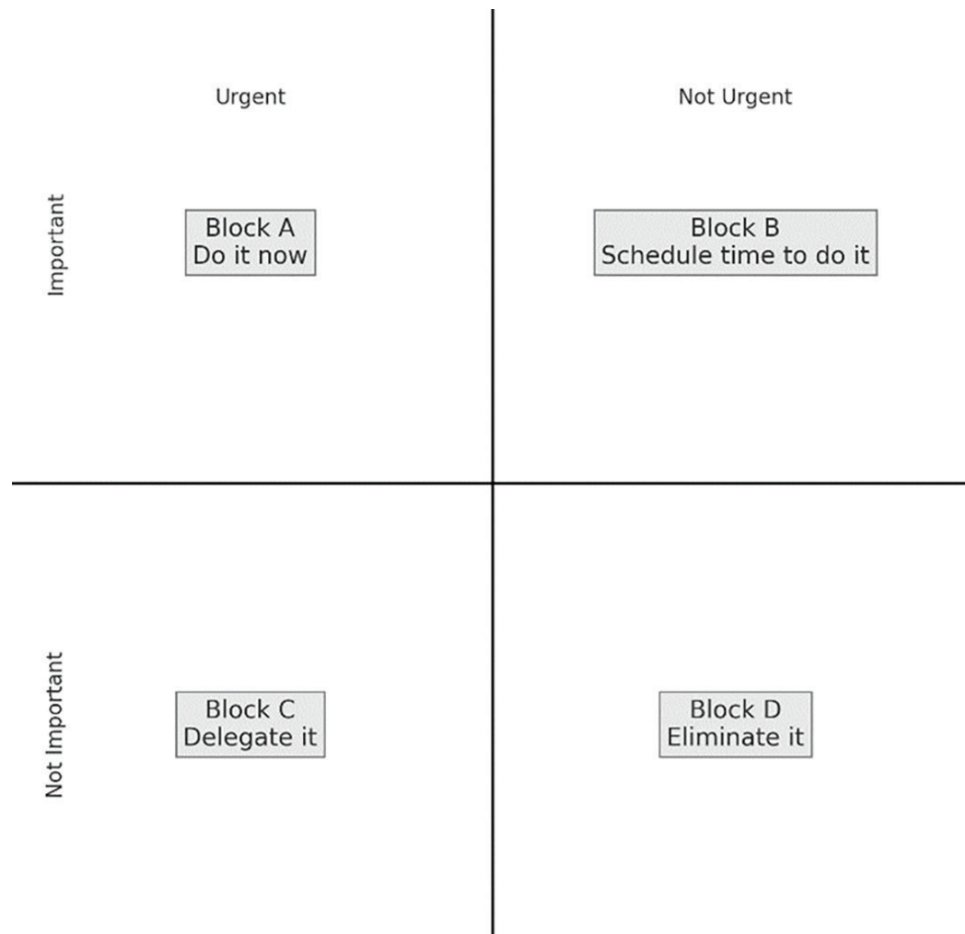 Urgent
Not Urgent
Important
Block A
Do it now
Block B
Schedule time to do it
Not Important
Block C
Delegate it
Block D
Eliminate it